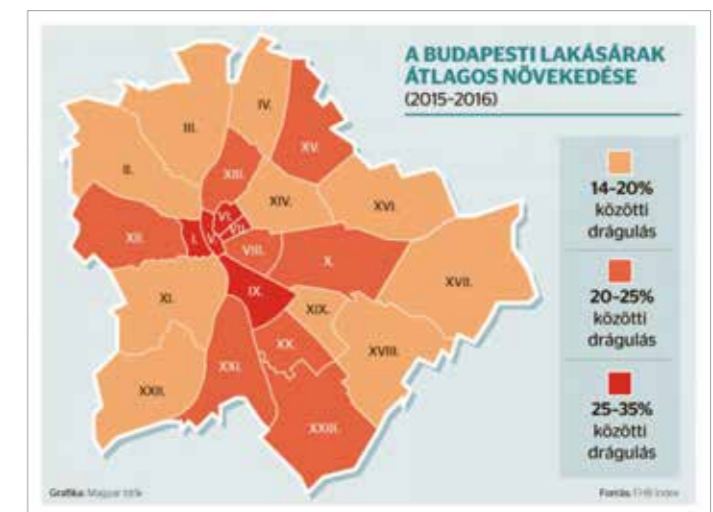 A BUDAPESTI LAKÁSÁRAK
ÁTLAGOS NÖVEKEDÉSE
(2015-2016)
IV.
III.
XV.
II.
XIII.
XIV.
XVI.
VI.
VII.
I.
V.
XII.
VIII.
X.
XVII.
IX.
XI.
XIX.
XX.
XVIII.
XXI.
XXII.
XXIII.
14-20%
közötti
drágulás
20-25%
közötti
drágulás
25-35%
közötti
drágulás
Grafika: Magyar Idők
Forrás: FHB Index